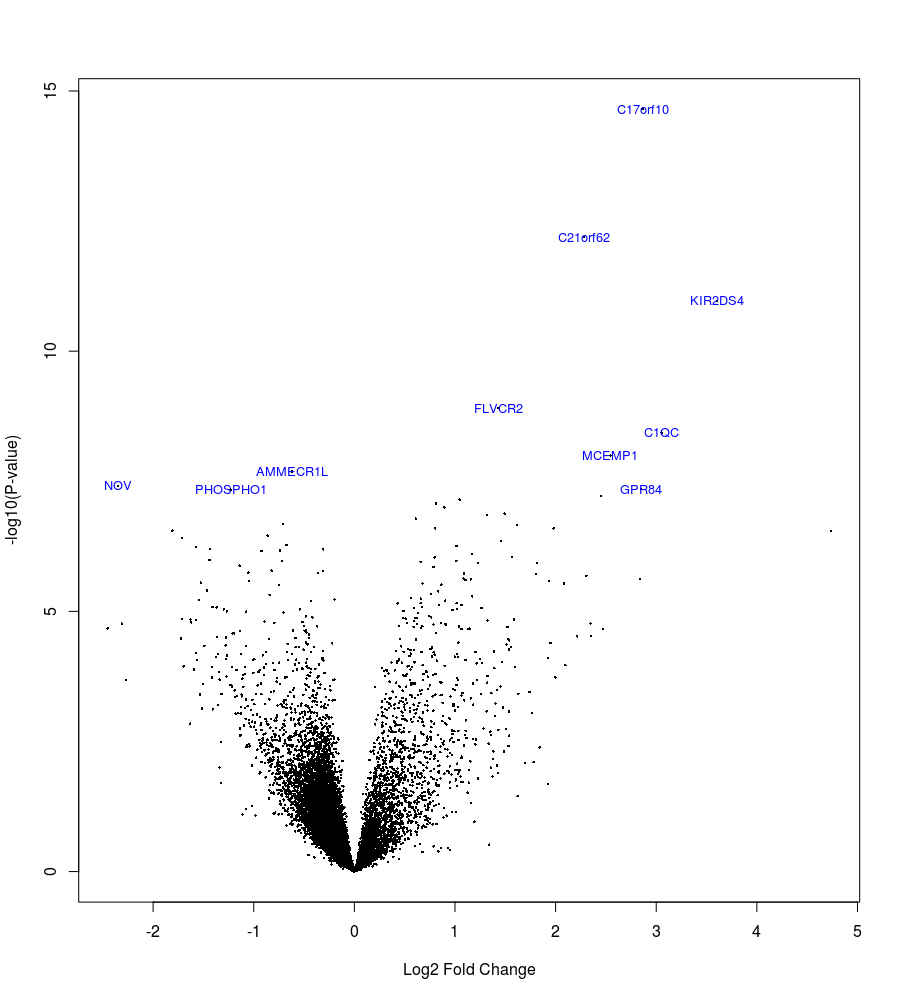 15
C17orf10
C21orf62
KIR2DS4
10
FLVCR2
C1QC
MCEMP1
AMMECR1L
NOV
PHOSPHO1
GPR84
-log10(P-value)
5
0
-2 -1 0 1 2 3 4 5
Log2 Fold Change